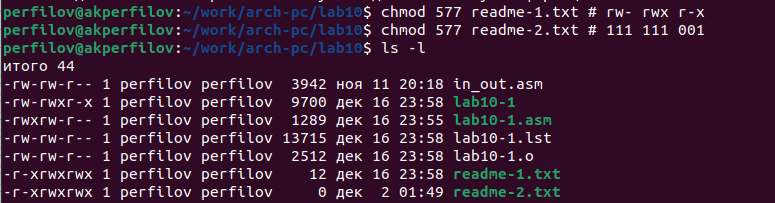 perfilov@akperfilov:~/work/arch-pc/lab10$ chmod 577 readme-1.txt # rw- rwx r-x
perfilov@akperfilov:~/work/arch-pc/lab10$ chmod 577 readme-2.txt # 111 111 001
perfilov@akperfilov:~/work/arch-pc/lab10$ ls -l
итого 44
-rw-rw-r-- 1 perfilov perfilov  3942 ноя 11 20:18 in_out.asm
-rw-rwxr-x 1 perfilov perfilov  9700 дек 16 23:58 lab10-1
-rwxrw-r-- 1 perfilov perfilov  1289 дек 16 23:55 lab10-1.asm
-rw-rw-r-- 1 perfilov perfilov 13715 дек 16 23:58 lab10-1.lst
-rw-rw-r-- 1 perfilov perfilov  2512 дек 16 23:58 lab10-1.o
-r-xrwxrwx 1 perfilov perfilov    12 дек 16 23:58 readme-1.txt
-r-xrwxrwx 1 perfilov perfilov     0 дек  2 01:49 readme-2.txt